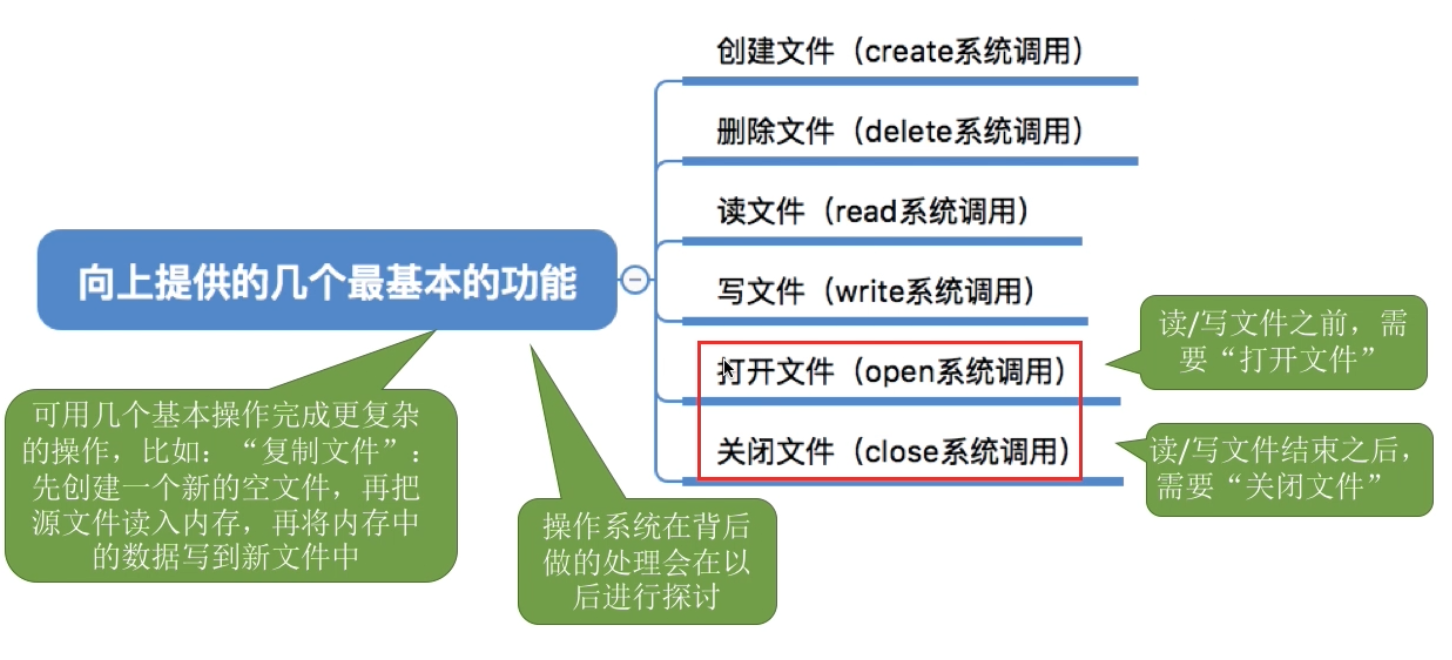 创建文件（create系统调用）
删除文件（delete系统调用）
读文件（read系统调用）
向上提供的几个最基本的功能
写文件（write系统调用）
读/写文件之前，需
要“打开文件”
打开文件（open系统调用）
可用几个基本操作完成更复杂
的操作，比如：“复制文件”：
先创建一个新的空文件，再把
源文件读入内存，再将内存中
的数据写到新文件中
关闭文件（close系统调用）
读/写文件结束之后，
需要“关闭文件”
操作系统在背后
做的处理会在以
后进行探讨